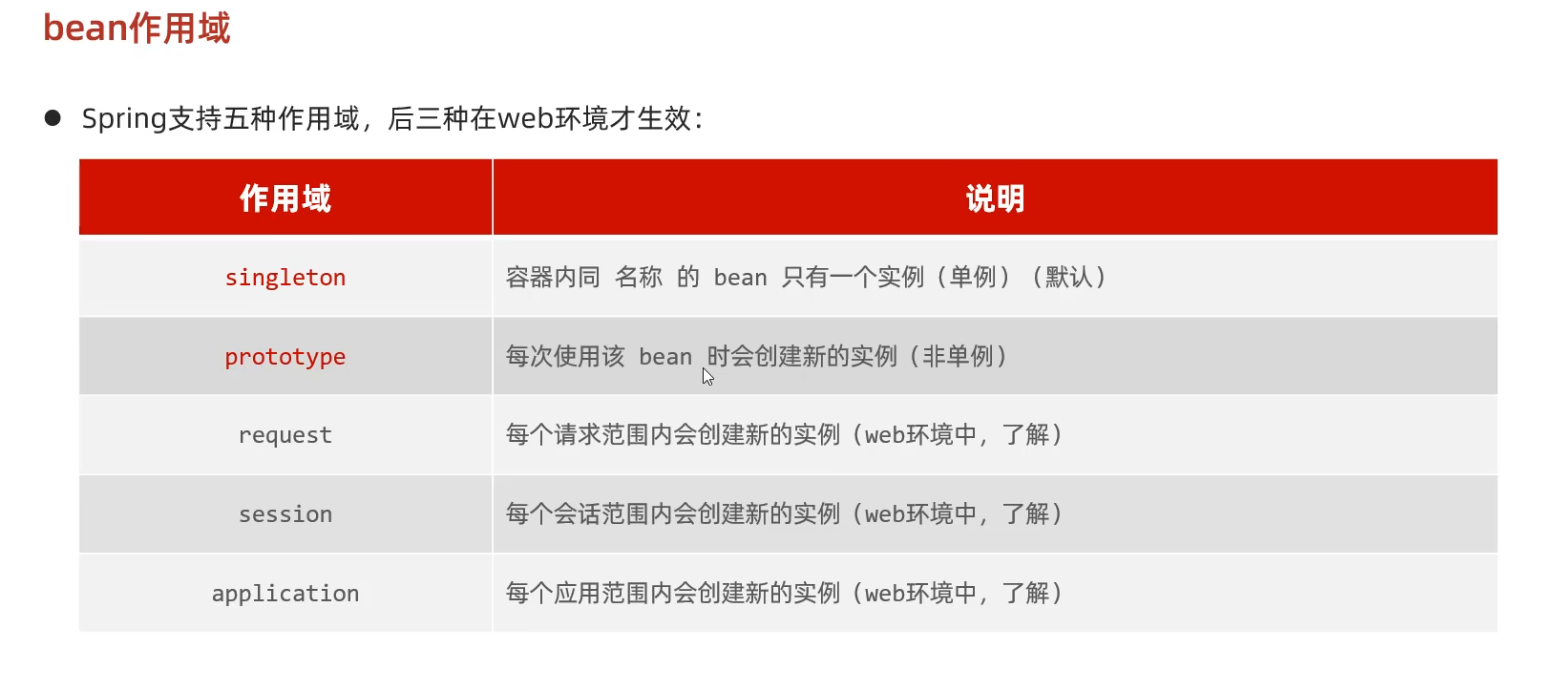 bean作用域
● Spring支持五种作用域，后三种在web环境才生效：
作用域 说明
singleton 容器内同 名称 的 bean 只有一个实例（单例）（默认）
prototype 每次使用该 bean 时会创建新的实例（非单例）
request 每个请求范围内会创建新的实例（web环境中，了解）
session 每个会话范围内会创建新的实例（web环境中，了解）
application 每个应用范围内会创建新的实例（web环境中，了解）